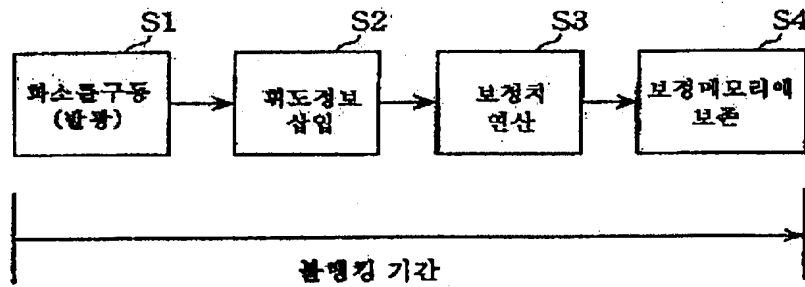 S1
S2
S3
S4
화소를구동
(발광)
휘도정보
삽입
보정치
연산
보정메모리에
보존
블랭킹 기간